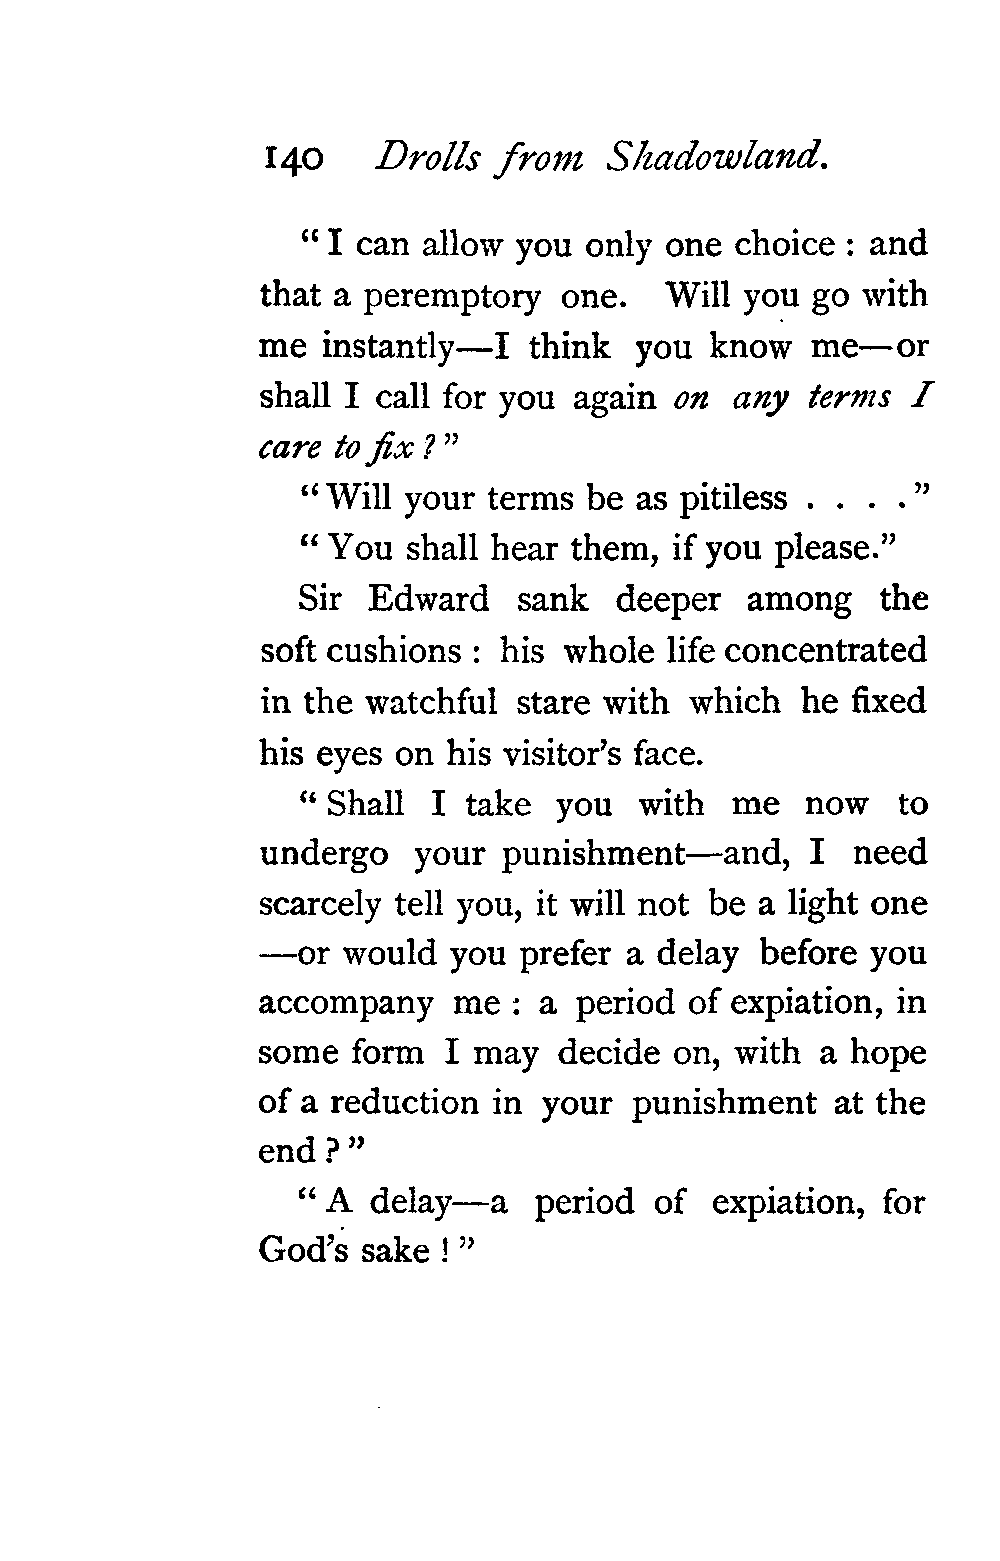 140 Drolls from Shadowland.
“ I can allow you only one choice : and
that a peremptory one. Will you go with
me instantly—I think you know me—or
shall I call for you again on any terms I
care to fix ? ”
“ Will your terms be as pitiless . . . . ”
“ You shall hear them, if you please.”
Sir Edward sank deeper among the
soft cushions : his whole life concentrated
in the watchful stare with which he fixed
his eyes on his visitor’s face.
“ Shall I take you with me now to
undergo your punishment—and, I need
scarcely tell you, it will not be a light one
—or would you prefer a delay before you
accompany me : a period of expiation, in
some form I may decide on, with a hope
of a reduction in your punishment at the
end ? ”
“ A delay—a period of expiation, for
God’s sake ! ”